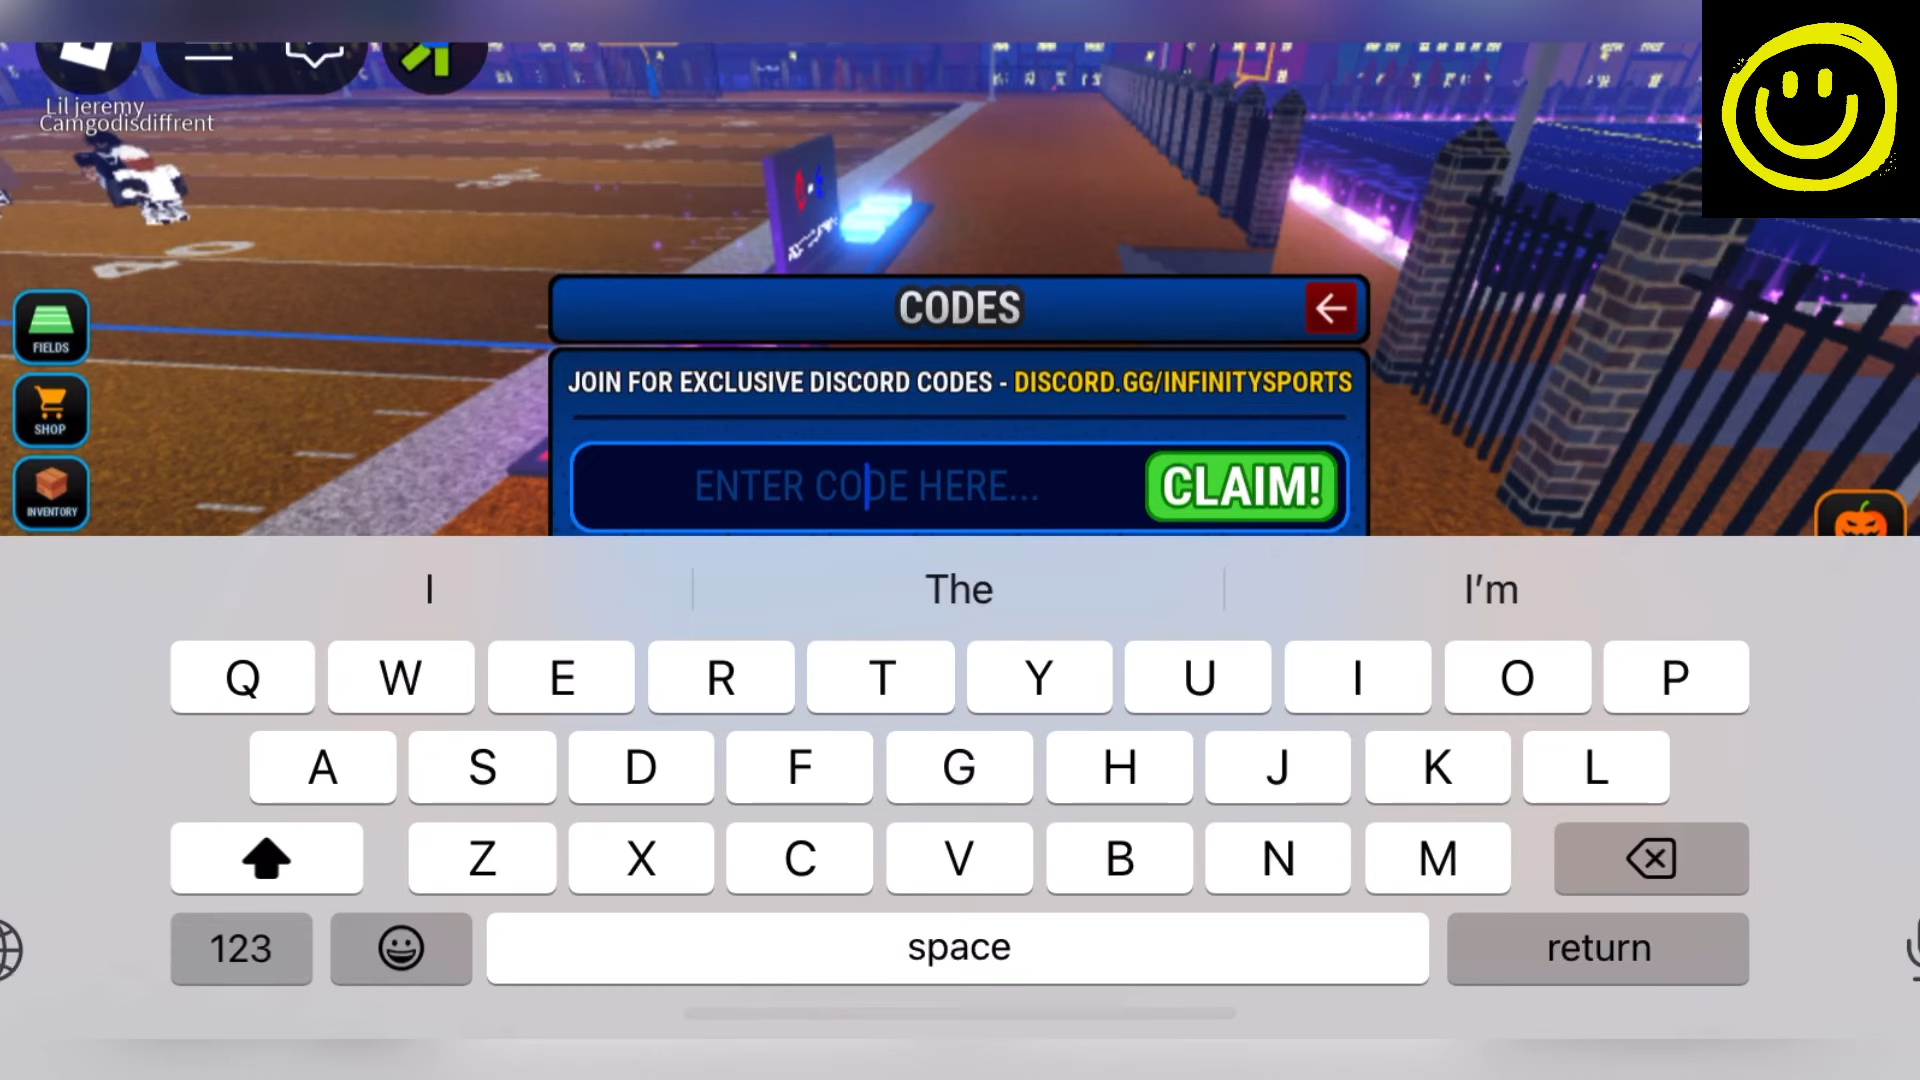 Lil jeremy
Camgodisdiffrent
40
CODES
JOIN FOR EXCLUSIVE DISCORD CODES - DISCORD.GG/INFINITYSPORTS
ENTER CODE HERE...
CLAIM!
FIELDS
SHOP
INVENTORY
I The I’m
Q W E R T Y U I O P
A S D F G H J K L
Z X C V B N M
123 space return